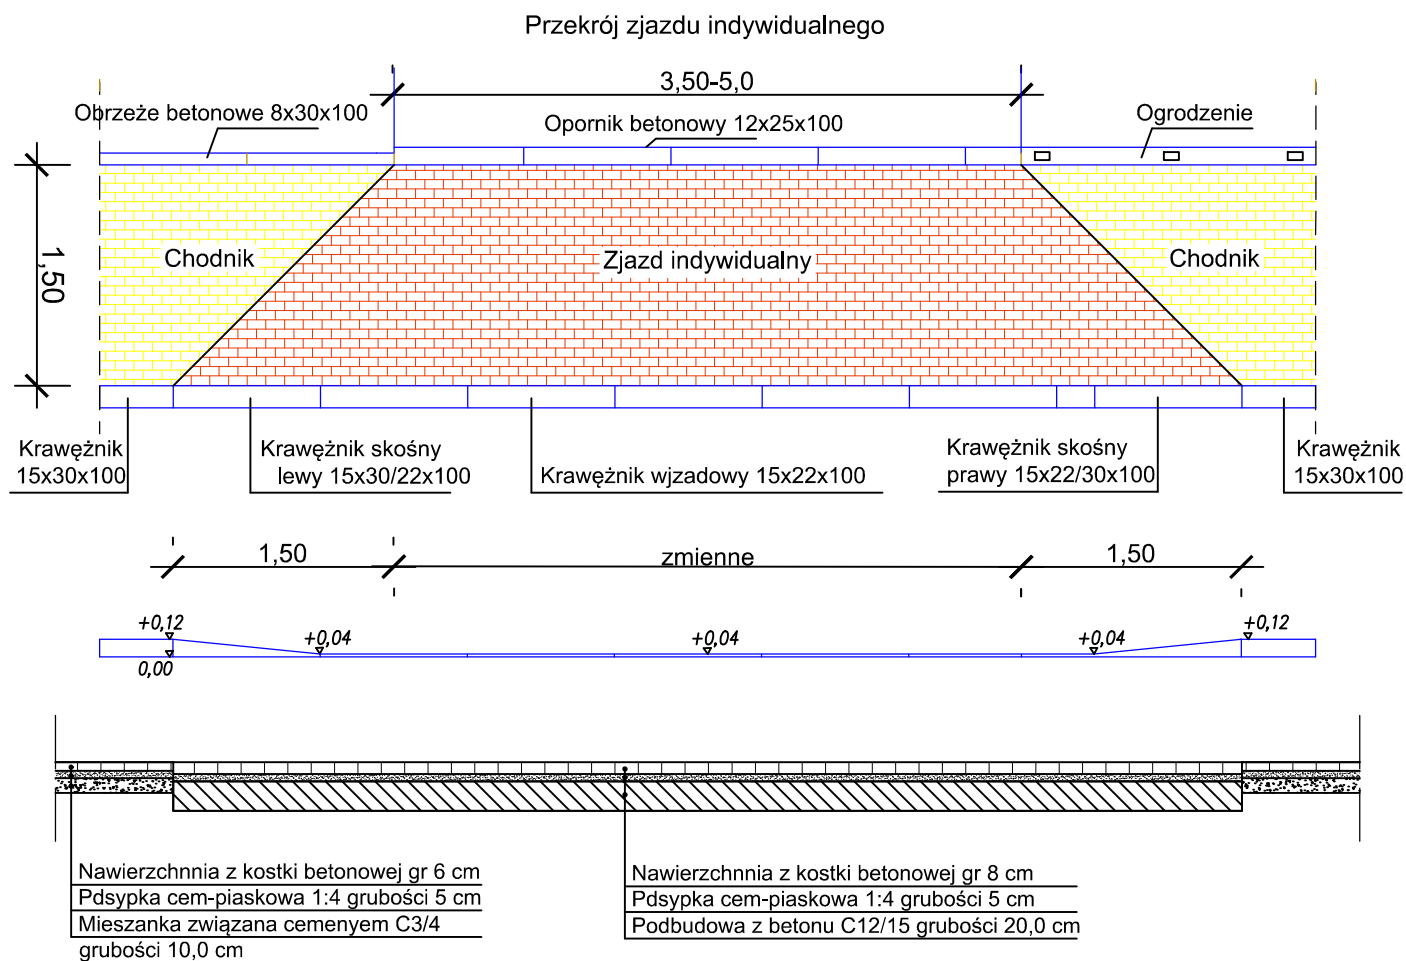 Przekrój zjazdu indywidualnego
3,50-5,0
Obrzeże betonowe 8x30x100
Opornik betonowy 12x25x100
Ogrodzenie
1,50
Chodnik
Zjazd indywidualny
Chodnik
Krawężnik
15x30x100
Krawężnik skośny
lewy 15x30/22x100
Krawężnik wjzadowy 15x22x100
Krawężnik skośny
prawy 15x22/30x100
Krawężnik
15x30x100
1,50
zmienne
1,50
+0,12
+0,04
+0,04
+0,04
+0,12
0,00
Nawierzchnnia z kostki betonowej gr 6 cm
Pdsypka cem-piaskowa 1:4 grubości 5 cm
Mieszanka związana cemenyem C3/4
grubości 10,0 cm
Nawierzchnnia z kostki betonowej gr 8 cm
Pdsypka cem-piaskowa 1:4 grubości 5 cm
Podbudowa z betonu C12/15 grubości 20,0 cm